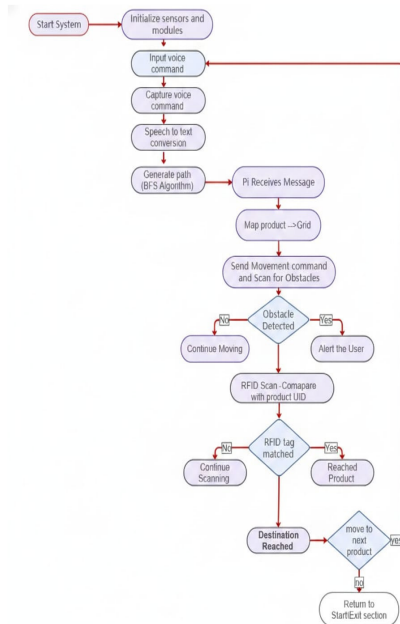 Start System
Initialize sensors and
modules
Input voice
command
Capture voice
command
Speech to text
conversion
Generate path
(BFS Algorithm)
Pi Receives Message
Map product -->Grid
Send Movement command
and Scan for Obstacles
Obstacle
Detected
No
Yes
Continue Moving
Alert the User
RFID Scan -Comapare
with product UID
RFID tag
matched
No
Yes
Continue
Scanning
Reached
Product
Destination
Reached
move to
next
product
yes
no
Return to
Start\Exit section